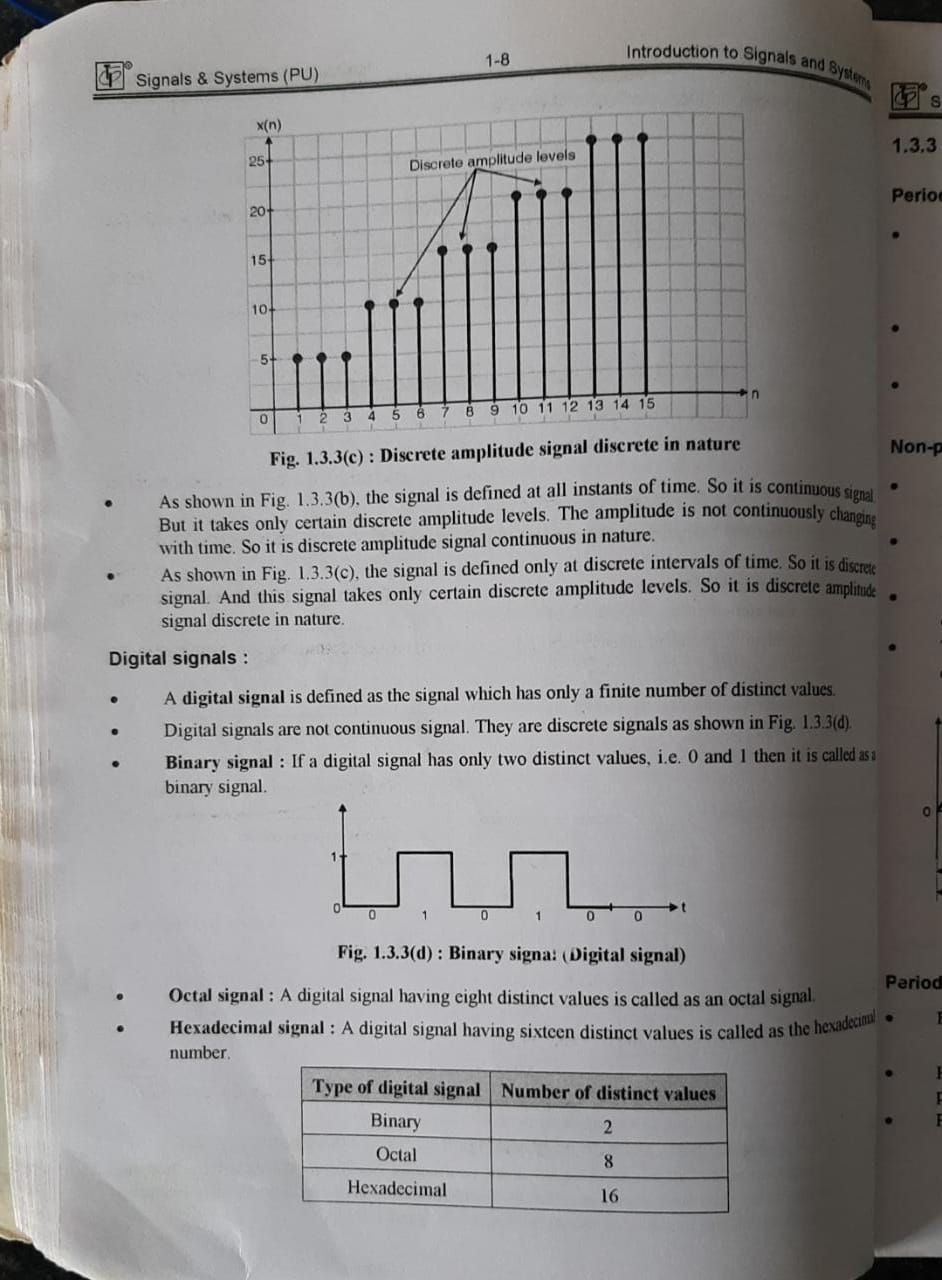 Signals & Systems (PU)
1-8
Introduction to Signals and Systems
x(n)
25
Discrete amplitude levels
20
15
10
5
0 1 2 3 4 5 6 7 8 9 10 11 12 13 14 15
n
Fig. 1.3.3(c) : Discrete amplitude signal discrete in nature
• As shown in Fig. 1.3.3(b), the signal is defined at all instants of time. So it is continuous signal
But it takes only certain discrete amplitude levels. The amplitude is not continuously changing
with time. So it is discrete amplitude signal continuous in nature.
• As shown in Fig. 1.3.3(c), the signal is defined only at discrete intervals of time. So it is discrete
signal. And this signal takes only certain discrete amplitude levels. So it is discrete amplitude
signal discrete in nature.
Digital signals :
• A digital signal is defined as the signal which has only a finite number of distinct values.
• Digital signals are not continuous signal. They are discrete signals as shown in Fig. 1.3.3(d).
• Binary signal : If a digital signal has only two distinct values, i.e. 0 and 1 then it is called as a
binary signal.
1
0
0 1 0 1 0 0
t
Fig. 1.3.3(d) : Binary signal (Digital signal)
• Octal signal : A digital signal having eight distinct values is called as an octal signal.
• Hexadecimal signal : A digital signal having sixteen distinct values is called as the hexadecimal
number.
Type of digital signal Number of distinct values
Binary 2
Octal 8
Hexadecimal 16
S
1.3.3
Non-p
0
Period